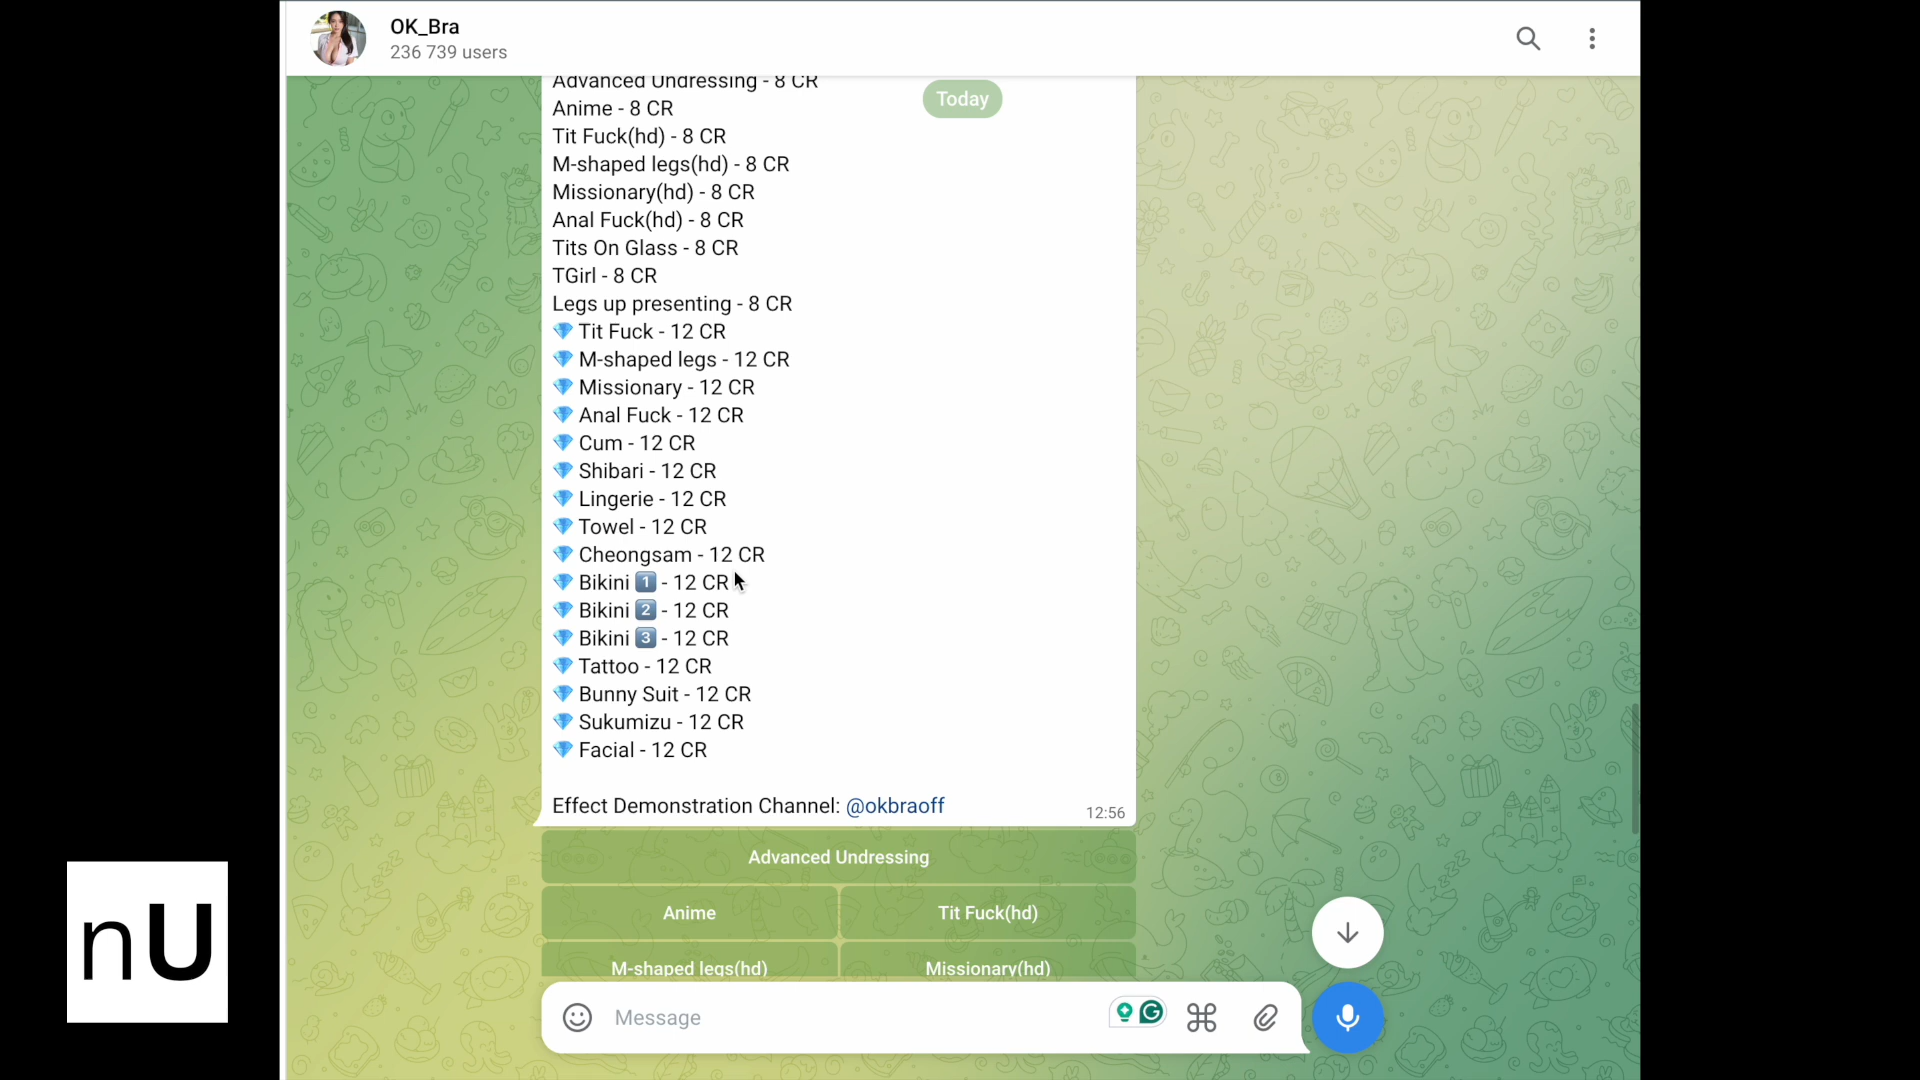 OK_Bra
236 739 users
Advanced Undressing - 8 CR
Today
Anime - 8 CR
Tit Fuck(hd) - 8 CR
M-shaped legs(hd) - 8 CR
Missionary(hd) - 8 CR
Anal Fuck(hd) - 8 CR
Tits On Glass - 8 CR
TGirl - 8 CR
Legs up presenting - 8 CR
💎 Tit Fuck - 12 CR
💎 M-shaped legs - 12 CR
💎 Missionary - 12 CR
💎 Anal Fuck - 12 CR
💎 Cum - 12 CR
💎 Shibari - 12 CR
💎 Lingerie - 12 CR
💎 Towel - 12 CR
💎 Cheongsam - 12 CR
💎 Bikini 1️⃣ - 12 CR
💎 Bikini 2️⃣ - 12 CR
💎 Bikini 3️⃣ - 12 CR
💎 Tattoo - 12 CR
💎 Bunny Suit - 12 CR
💎 Sukumizu - 12 CR
💎 Facial - 12 CR
Effect Demonstration Channel: @okbraoff
12:56
Advanced Undressing
Anime
Tit Fuck(hd)
M-shaped legs(hd)
Missionary(hd)
Message
nU